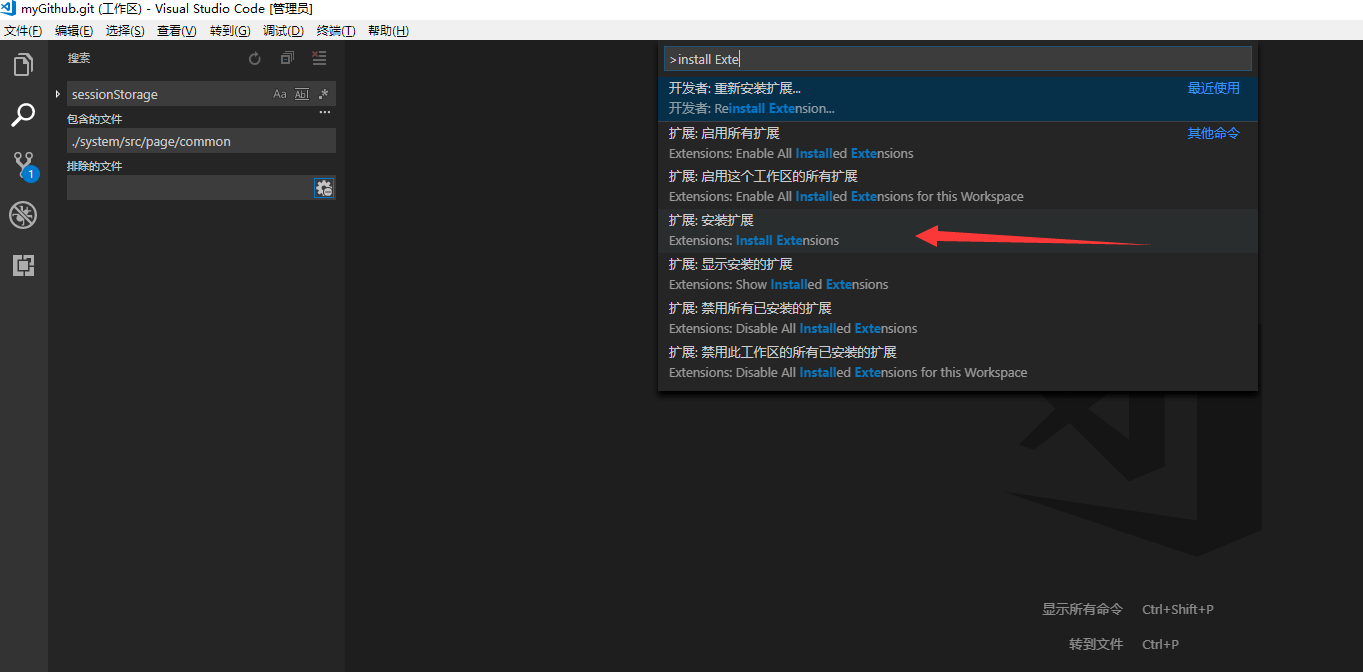 myGithub.git (工作区) - Visual Studio Code [管理员]
文件(F) 编辑(E) 选择(S) 查看(V) 转到(G) 调试(D) 终端(T) 帮助(H)
搜索
sessionStorage Aa Abl .*
...
包含的文件
./system/src/page/common
排除的文件
1
>install Exte
开发者: 重新安装扩展... 最近使用
开发者: Reinstall Extension...
扩展: 启用所有扩展 其他命令
Extensions: Enable All Installed Extensions
扩展: 启用这个工作区的所有扩展
Extensions: Enable All Installed Extensions for this Workspace
扩展: 安装扩展
Extensions: Install Extensions
扩展: 显示安装的扩展
Extensions: Show Installed Extensions
扩展: 禁用所有已安装的扩展
Extensions: Disable All Installed Extensions
扩展: 禁用此工作区的所有已安装的扩展
Extensions: Disable All Installed Extensions for this Workspace
显示所有命令 Ctrl+Shift+P
转到文件 Ctrl+P